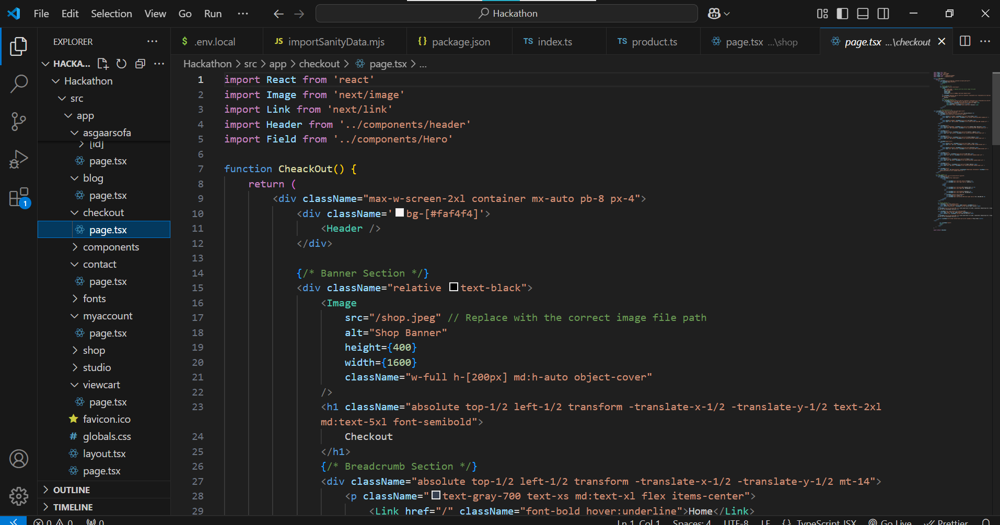 File Edit Selection View Go Run ···
Hackathon
EXPLORER
$ .env.local
JS importSanityData.mjs
{} package.json
TS index.ts
TS product.ts
page.tsx ...\shop
page.tsx ...\checkout
HACKA...
Hackathon
src
app
asgaarsofa
[id]
page.tsx
blog
page.tsx
checkout
page.tsx
components
contact
page.tsx
fonts
myaccount
page.tsx
shop
studio
viewcart
page.tsx
favicon.ico
# globals.css
layout.tsx
page.tsx
OUTLINE
TIMELINE
1
Hackathon > src > app > checkout > page.tsx > ...
1 import React from 'react'
2 import Image from 'next/image'
3 import Link from 'next/link'
4 import Header from '../components/header'
5 import Field from '../components/Hero'
6
7 function CheackOut() {
8 return (
9 <div className="max-w-screen-2xl container mx-auto pb-8 px-4">
10 <div className='bg-[#faf4f4]'>
11 <Header />
12 </div>
13
14 {/* Banner Section */}
15 <div className="relative text-black">
16 <Image
17 src="/shop.jpeg" // Replace with the correct image file path
18 alt="Shop Banner"
19 height={400}
20 width={1600}
21 className="w-full h-[200px] md:h-auto object-cover"
22 />
23 <h1 className="absolute top-1/2 left-1/2 transform -translate-x-1/2 -translate-y-1/2 text-2xl
md:text-5xl font-semibold">
24 Checkout
25 </h1>
26 {/* Breadcrumb Section */}
27 <div className="absolute top-1/2 left-1/2 transform -translate-x-1/2 -translate-y-1/2 mt-14">
28 <p className="text-gray-700 text-xs md:text-xl flex items-center">
29 <Link href="/" className="font-bold hover:underline">Home</Link>
0 0 0 Ln 1, Col 1 Spaces: 4 UTF-8 LF {} TypeScript JSX Go Live Prettier